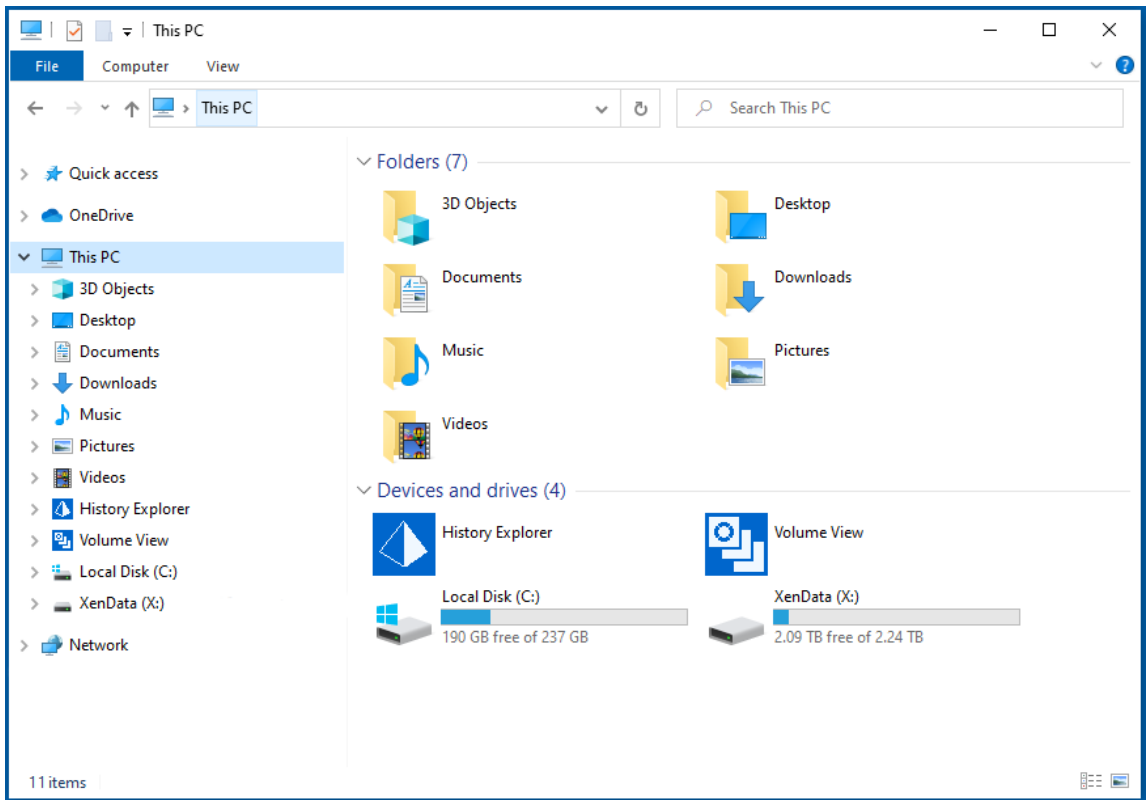 This PC
File Computer View
This PC Search This PC
Quick access
OneDrive
This PC
3D Objects
Desktop
Documents
Downloads
Music
Pictures
Videos
History Explorer
Volume View
Local Disk (C:)
XenData (X:)
Network
Folders (7)
3D Objects Desktop
Documents Downloads
Music Pictures
Videos
Devices and drives (4)
History Explorer Volume View
Local Disk (C:) XenData (X:)
190 GB free of 237 GB 2.09 TB free of 2.24 TB
11 items